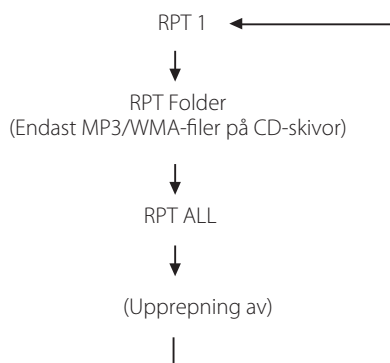 RPT 1
RPT Folder
(Endast MP3/WMA-filer på CD-skivor)
RPT ALL
(Upprepning av)